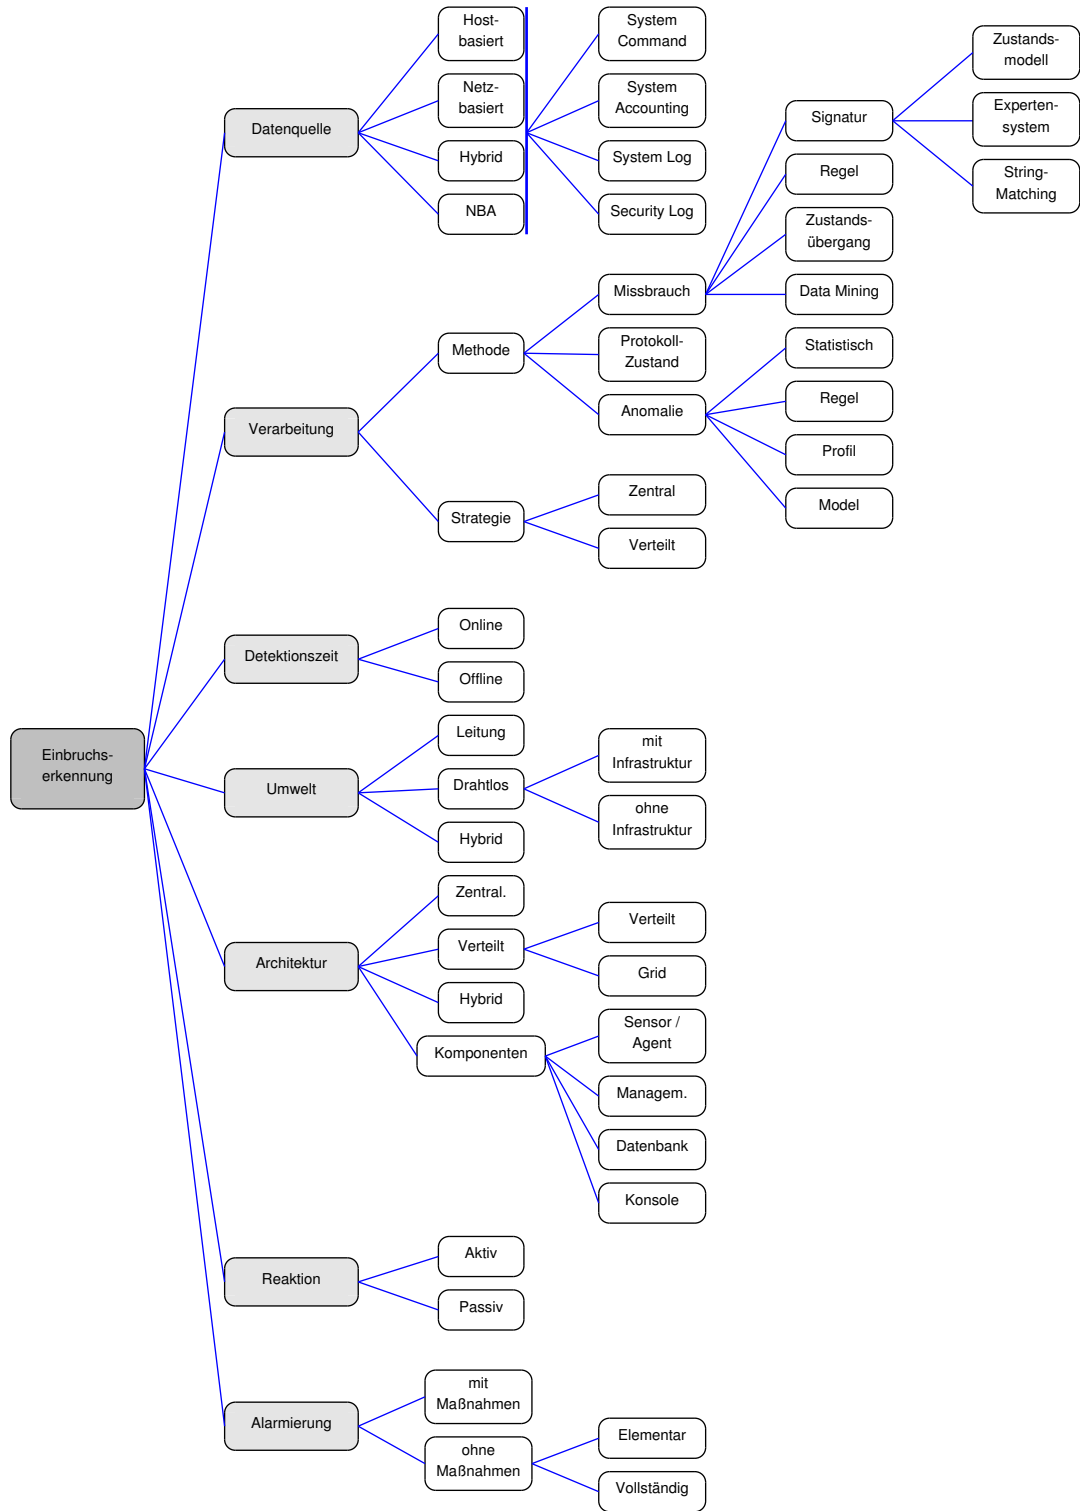 Einbruchs-
erkennung
Datenquelle
Host-
basiert
Netz-
basiert
Hybrid
NBA
System
Command
System
Accounting
System Log
Security Log
Verarbeitung
Methode
Missbrauch
Signatur
Zustands-
modell
Experten-
system
String-
Matching
Regel
Zustands-
übergang
Data Mining
Protokoll-
Zustand
Anomalie
Statistisch
Regel
Profil
Model
Strategie
Zentral
Verteilt
Detektionszeit
Online
Offline
Umwelt
Leitung
Drahtlos
mit
Infrastruktur
ohne
Infrastruktur
Hybrid
Architektur
Zentral.
Verteilt
Verteilt
Grid
Hybrid
Komponenten
Sensor /
Agent
Managem.
Datenbank
Konsole
Reaktion
Aktiv
Passiv
Alarmierung
mit
Maßnahmen
ohne
Maßnahmen
Elementar
Vollständig